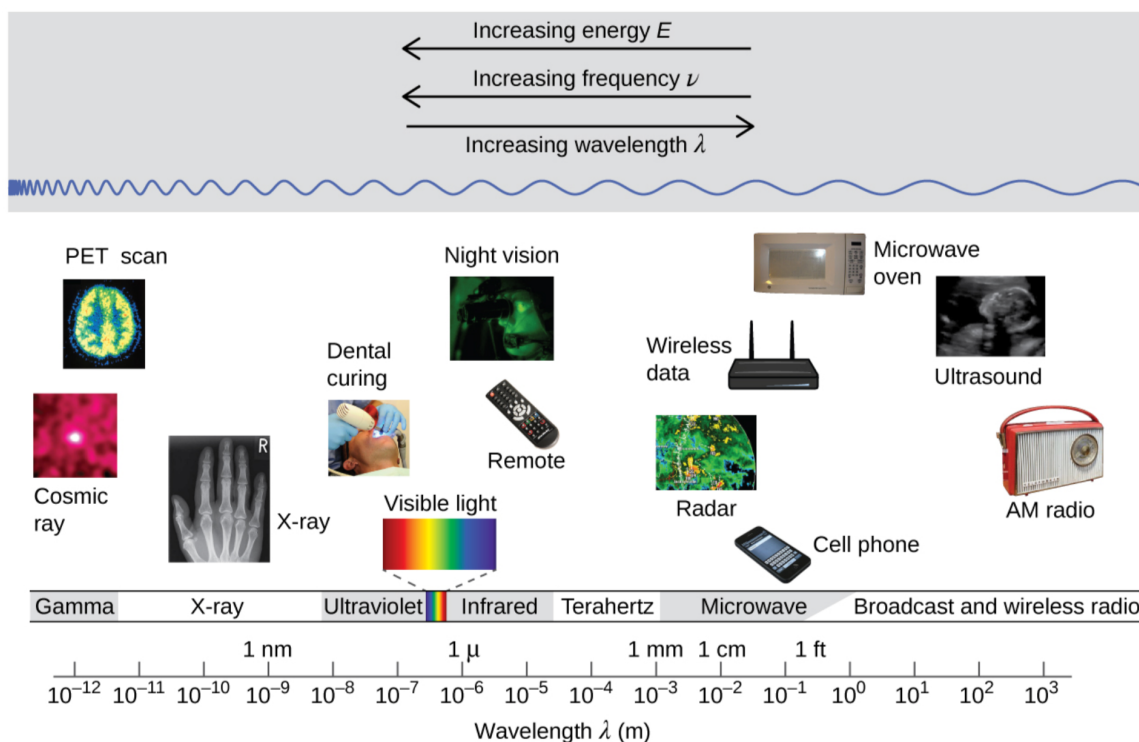 Increasing energy E
Increasing frequency ν
Increasing wavelength λ
PET scan
Night vision
Microwave
oven
Dental
curing
Wireless
data
Ultrasound
Cosmic
ray
R
X-ray
Remote
Visible light
Radar
AM radio
Cell phone
Gamma
X-ray
Ultraviolet
Infrared
Terahertz
Microwave
Broadcast and wireless radio
1 nm
1 µ
1 mm
1 cm
1 ft
10⁻¹²
10⁻¹¹
10⁻¹⁰
10⁻⁹
10⁻⁸
10⁻⁷
10⁻⁶
10⁻⁵
10⁻⁴
10⁻³
10⁻²
10⁻¹
10⁰
10¹
10²
10³
Wavelength λ (m)